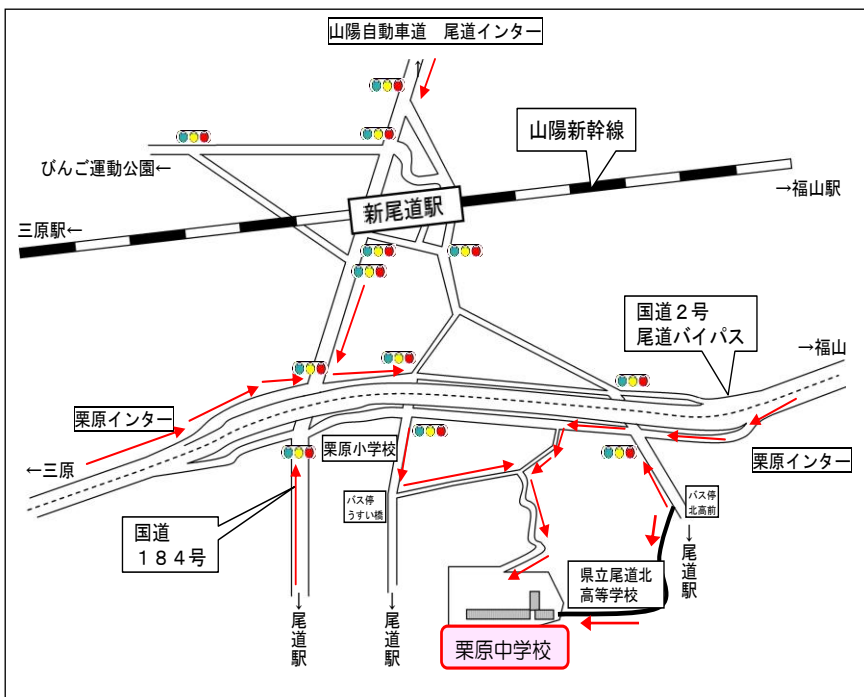 山陽自動車道　尾道インター
山陽新幹線
びんご運動公園←
→福山駅
新尾道駅
三原駅←
国道２号
尾道バイパス
→福山
栗原インター
栗原小学校
←三原
栗原インター
バス停
うすい橋
バス停
北高前
国道
１８４号
→尾道駅
県立尾道北
高等学校
→尾道駅
→尾道駅
栗原中学校